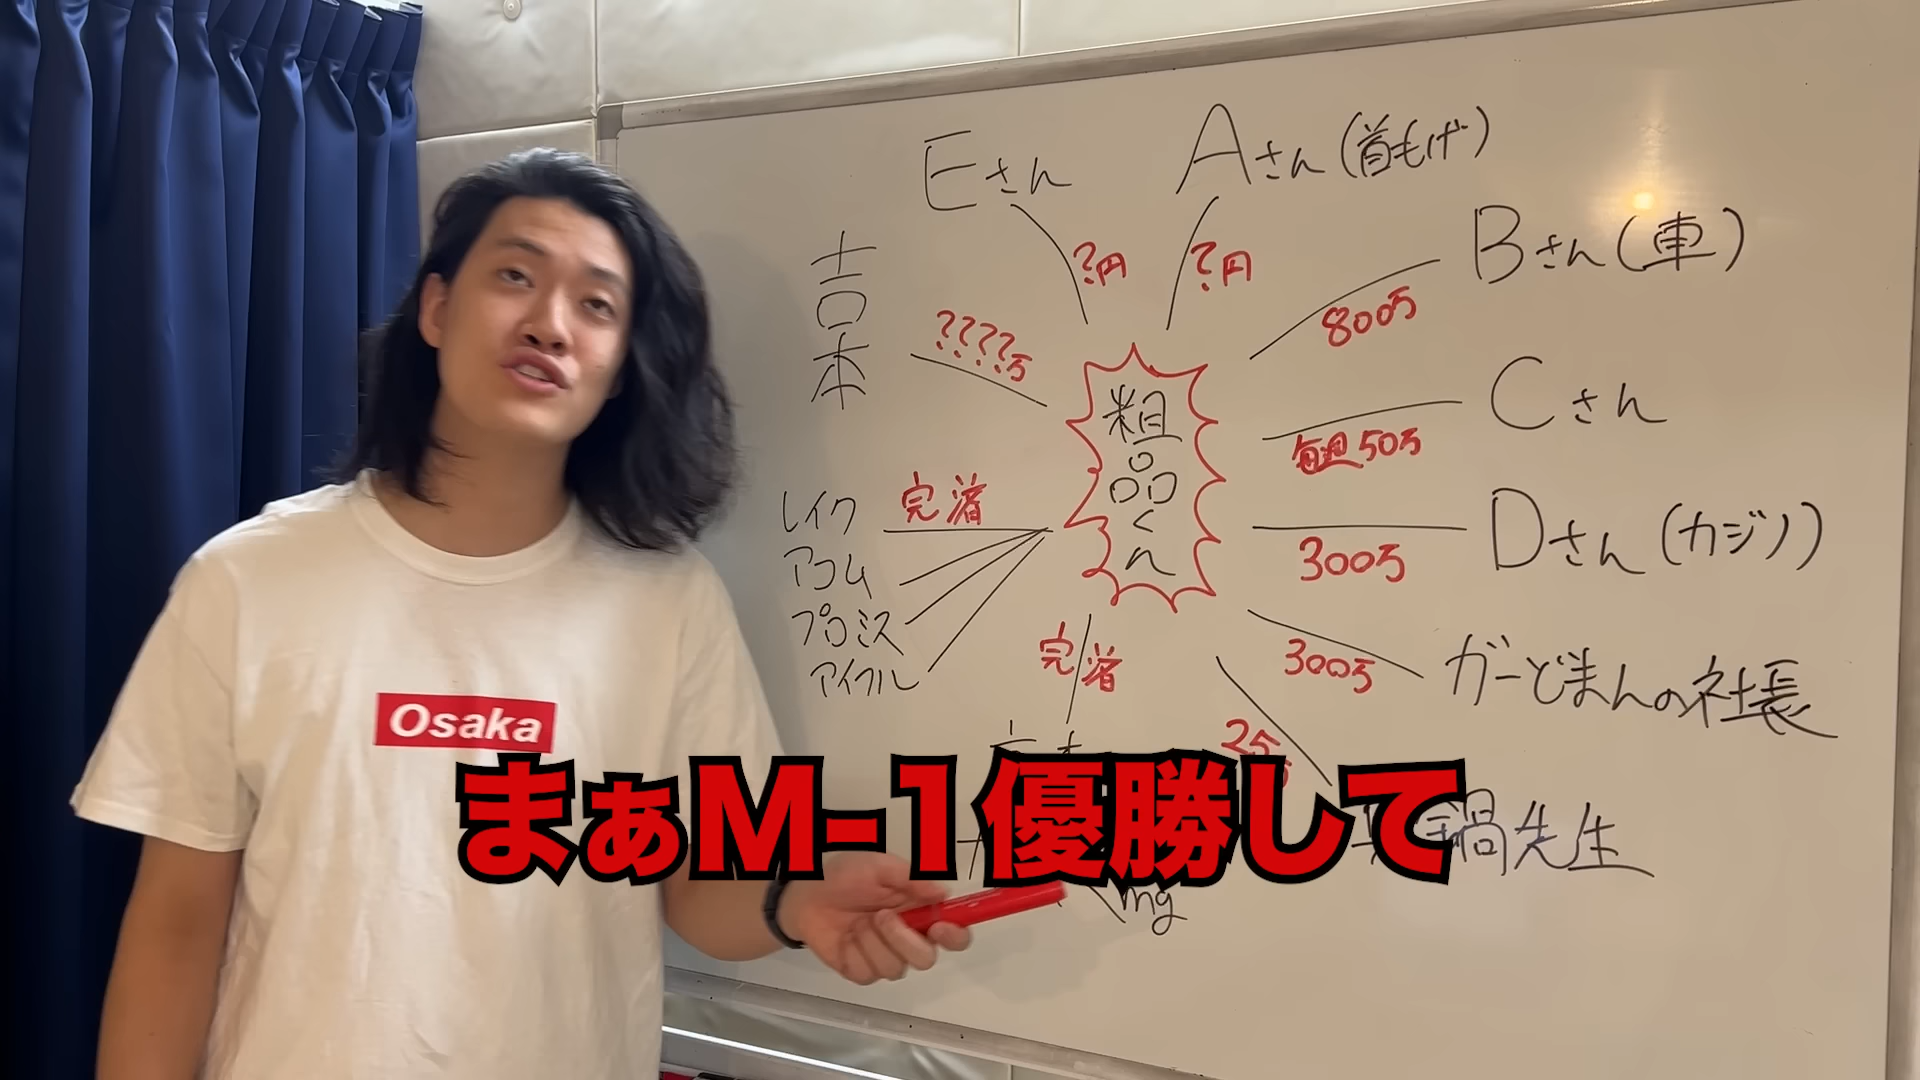 Eさん
Aさん(首もげ)
Bさん(車)
吉本
?円
?円
????万
800万
Cさん
粗品くん
毎週50万
レイク
完済
Dさん(カジノ)
アコム
300万
プロミス
完済
300万
ガーどまんの社長
アイフル
Osaka
25
まぁM-1優勝して
鍋先生
mg